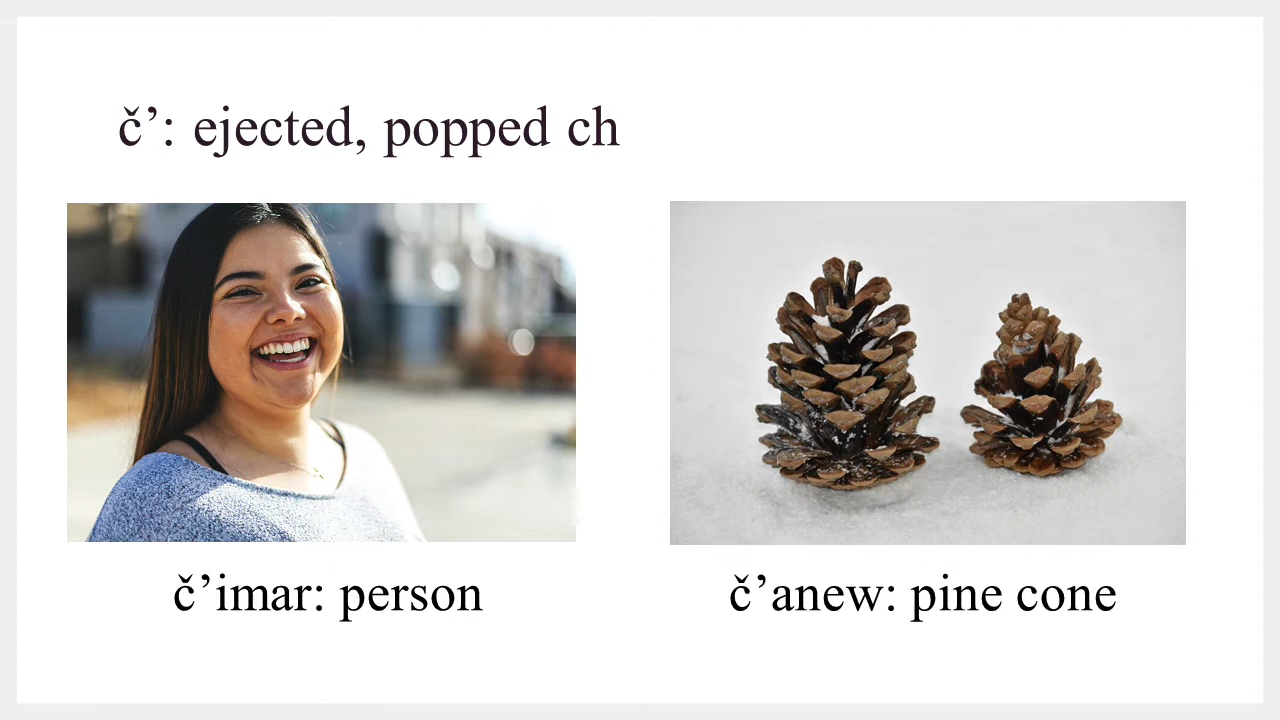 č’: ejected, popped ch
č’imar: person
č’anew: pine cone